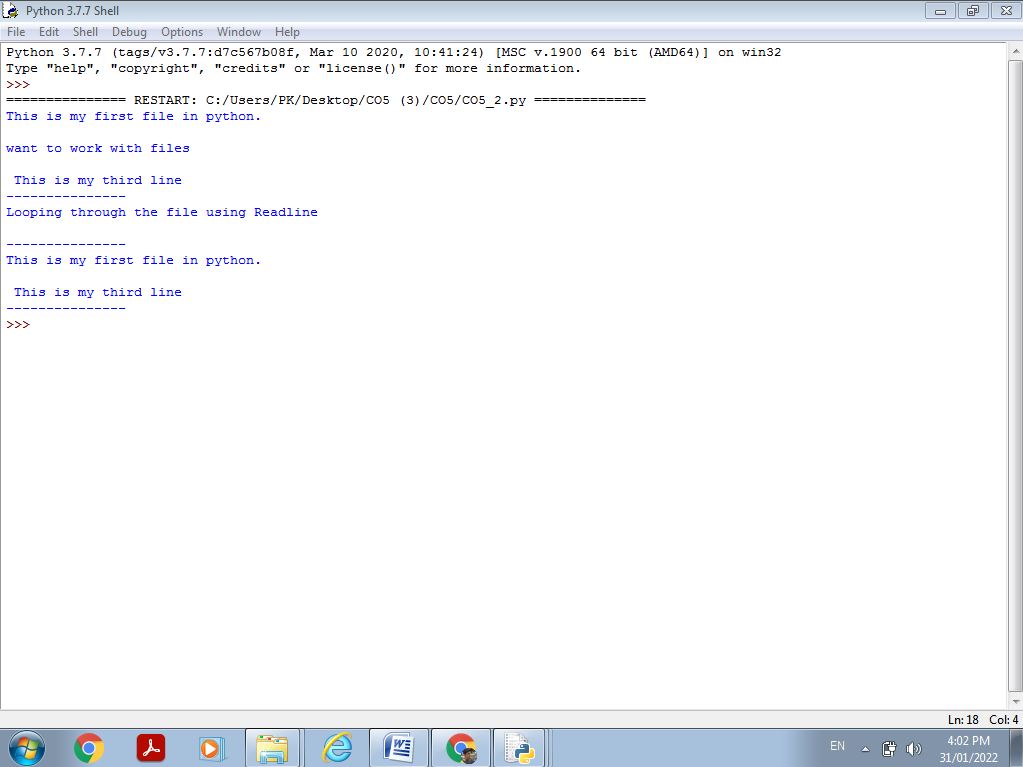 Python 3.7.7 Shell
File Edit Shell Debug Options Window Help
Python 3.7.7 (tags/v3.7.7:d7c567b08f, Mar 10 2020, 10:41:24) [MSC v.1900 64 bit (AMD64)] on win32
Type "help", "copyright", "credits" or "license()" for more information.
>>>
=============== RESTART: C:/Users/PK/Desktop/CO5 (3)/CO5/CO5_2.py ==============
This is my first file in python.
want to work with files
This is my third line
---------------
Looping through the file using Readline
---------------
This is my first file in python.
This is my third line
---------------
>>>
Ln: 18 Col: 4
EN
4:02 PM
31/01/2022